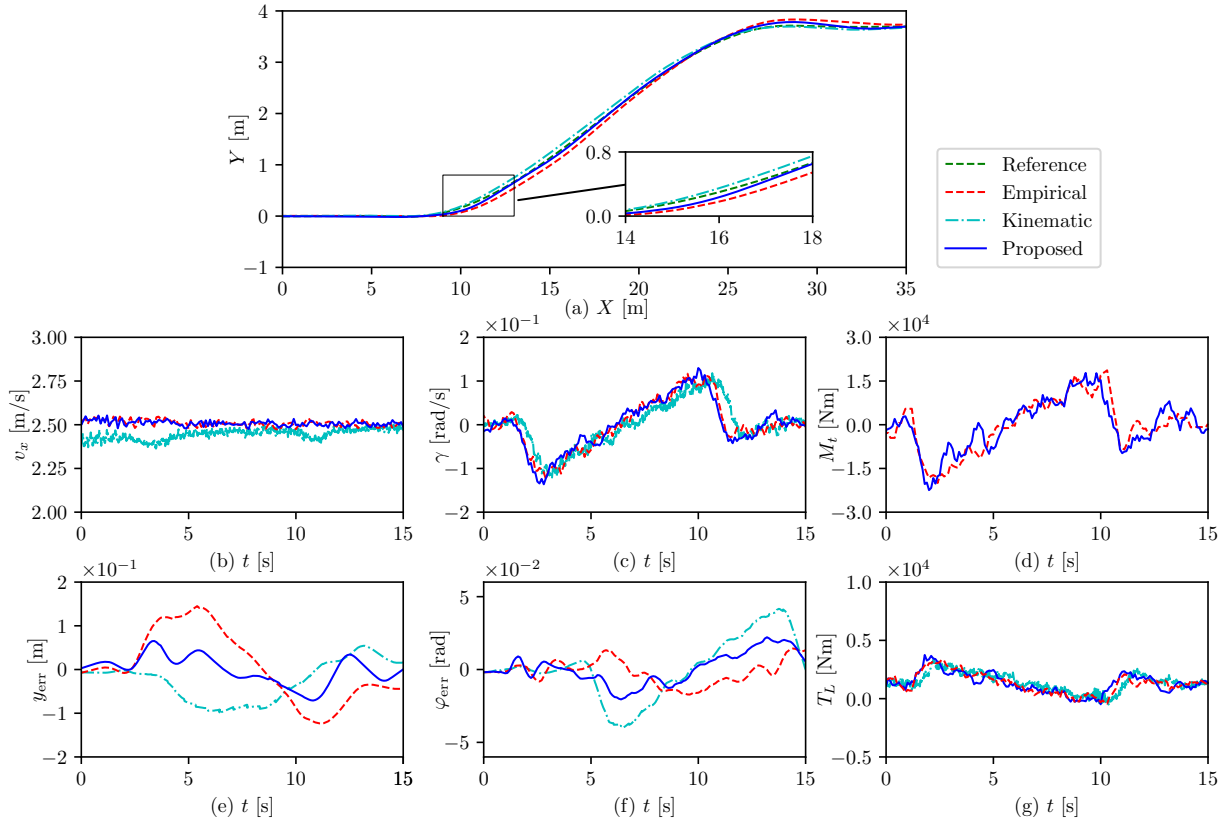 4
3
2
1
0
−1
Y [m]
0.8
0.0
14 16 18
0 5 10 15 20 25 30 35
(a) X [m]
Reference
Empirical
Kinematic
Proposed
3.00
2.75
2.50
2.25
2.00
v_x [m/s]
0 5 10 15
(b) t [s]
×10⁻¹
2
1
0
−1
−2
γ [rad/s]
0 5 10 15
(c) t [s]
×10⁴
3.0
1.5
0.0
−1.5
−3.0
M_t [Nm]
0 5 10 15
(d) t [s]
×10⁻¹
2
1
0
−1
−2
y_err [m]
0 5 10 15
(e) t [s]
×10⁻²
5
0
−5
φ_err [rad]
0 5 10 15
(f) t [s]
×10⁴
1.0
0.5
0.0
−0.5
T_L [Nm]
0 5 10 15
(g) t [s]